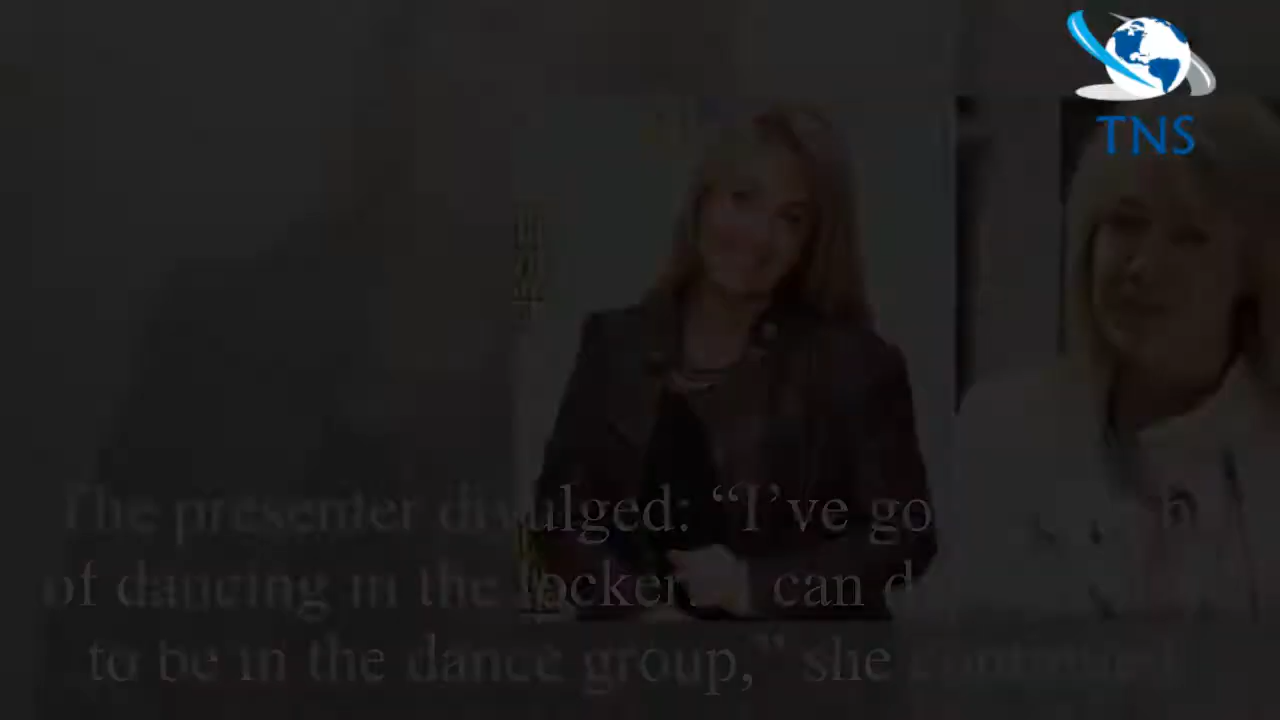 TNS
The presenter divulged: “I’ve go
of dancing in the locker. can d
to be in the dance group,” she continued